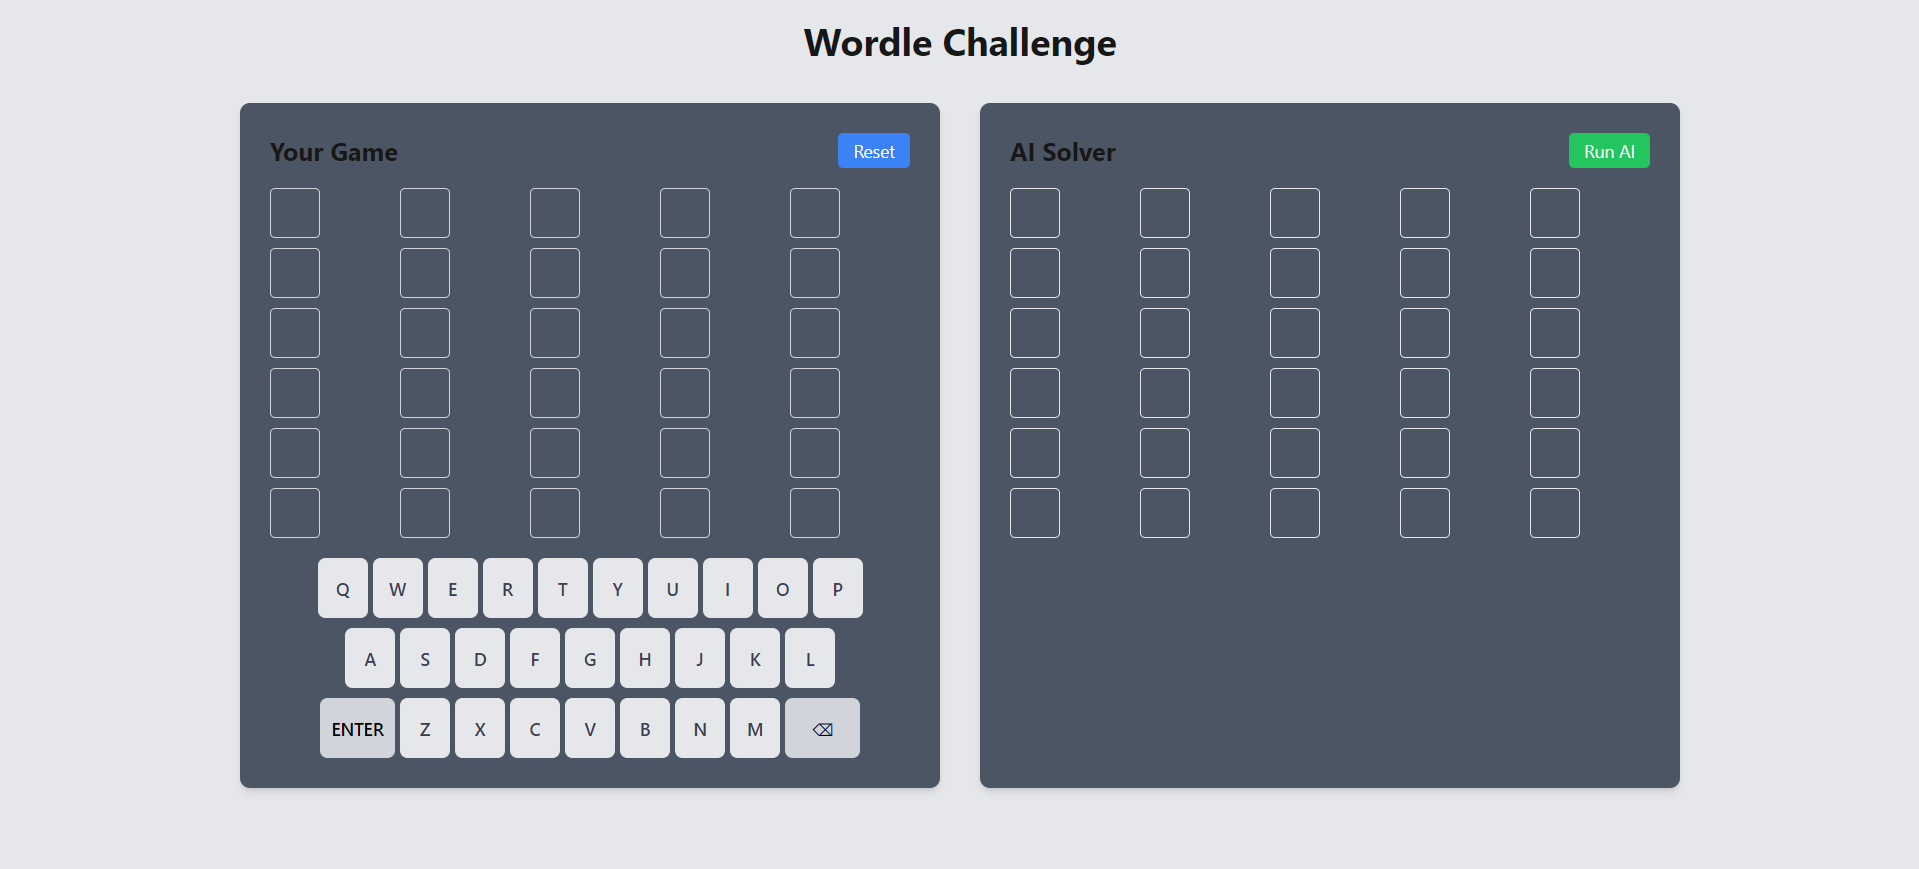 Wordle Challenge
Your Game
Reset
Q W E R T Y U I O P
A S D F G H J K L
ENTER Z X C V B N M ⌫
AI Solver
Run AI